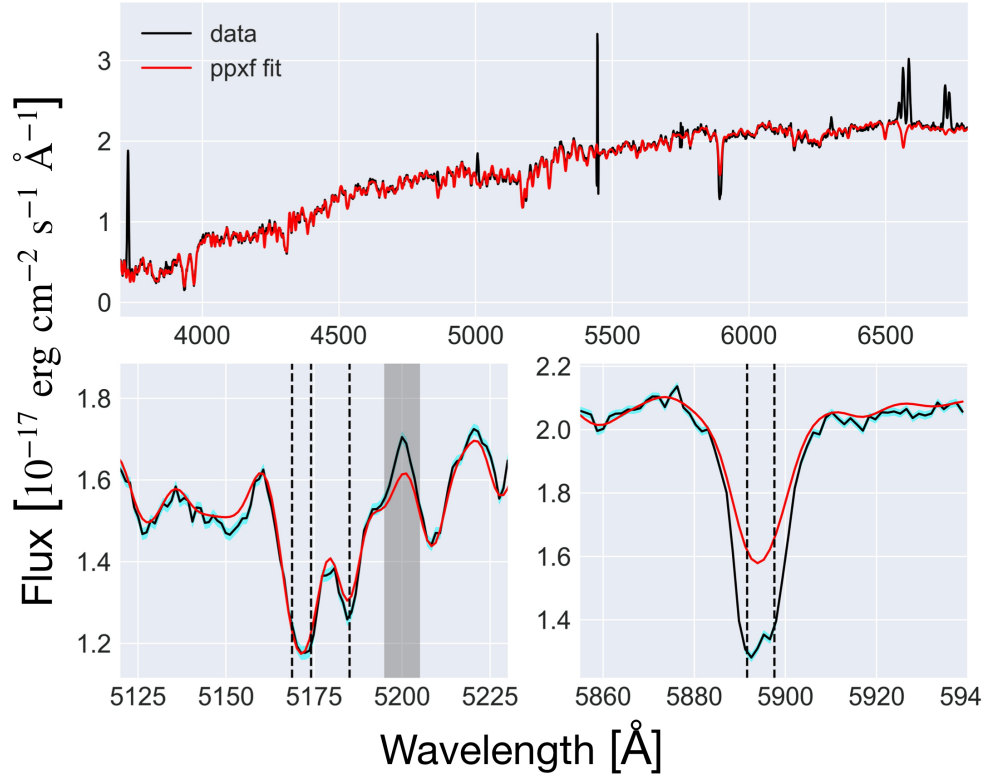 data
ppxf fit
3
2
1
0
4000 4500 5000 5500 6000 6500
Flux [10⁻¹⁷ erg cm⁻² s⁻¹ Å⁻¹]
1.8
1.6
1.4
1.2
5125 5150 5175 5200 5225
2.2
2.0
1.8
1.6
1.4
5860 5880 5900 5920 594
Wavelength [Å]